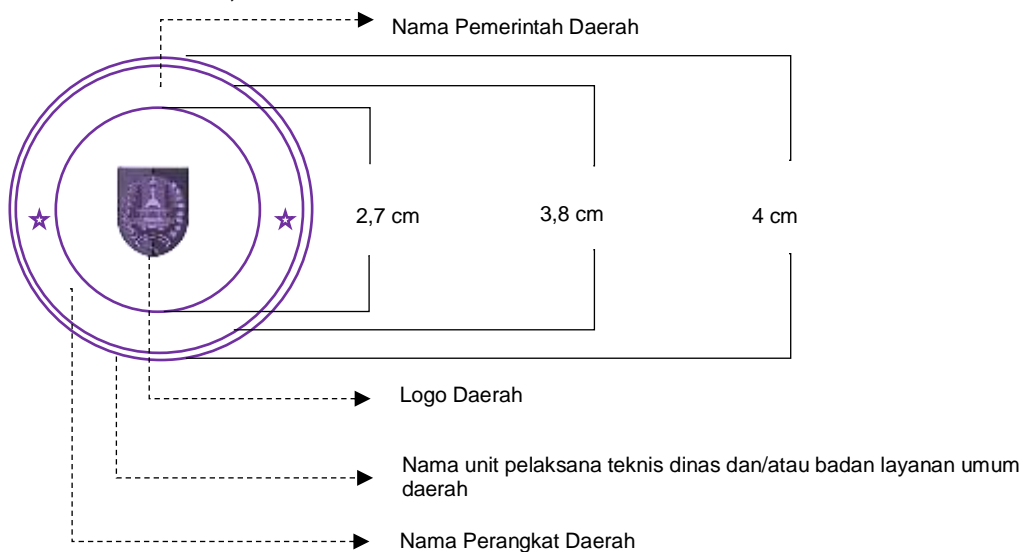 Nama Pemerintah Daerah
2,7 cm
3,8 cm
4 cm
Logo Daerah
Nama unit pelaksana teknis dinas dan/atau badan layanan umum
daerah
Nama Perangkat Daerah